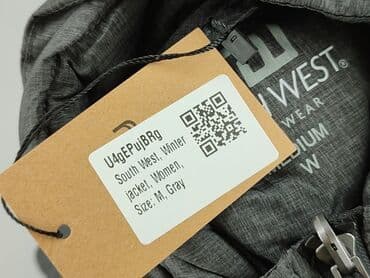 U4gEPujBRg
South West, Winter
jacket, Women,
Size: M, Gray
WEST®
WEAR
MEDIUM
W